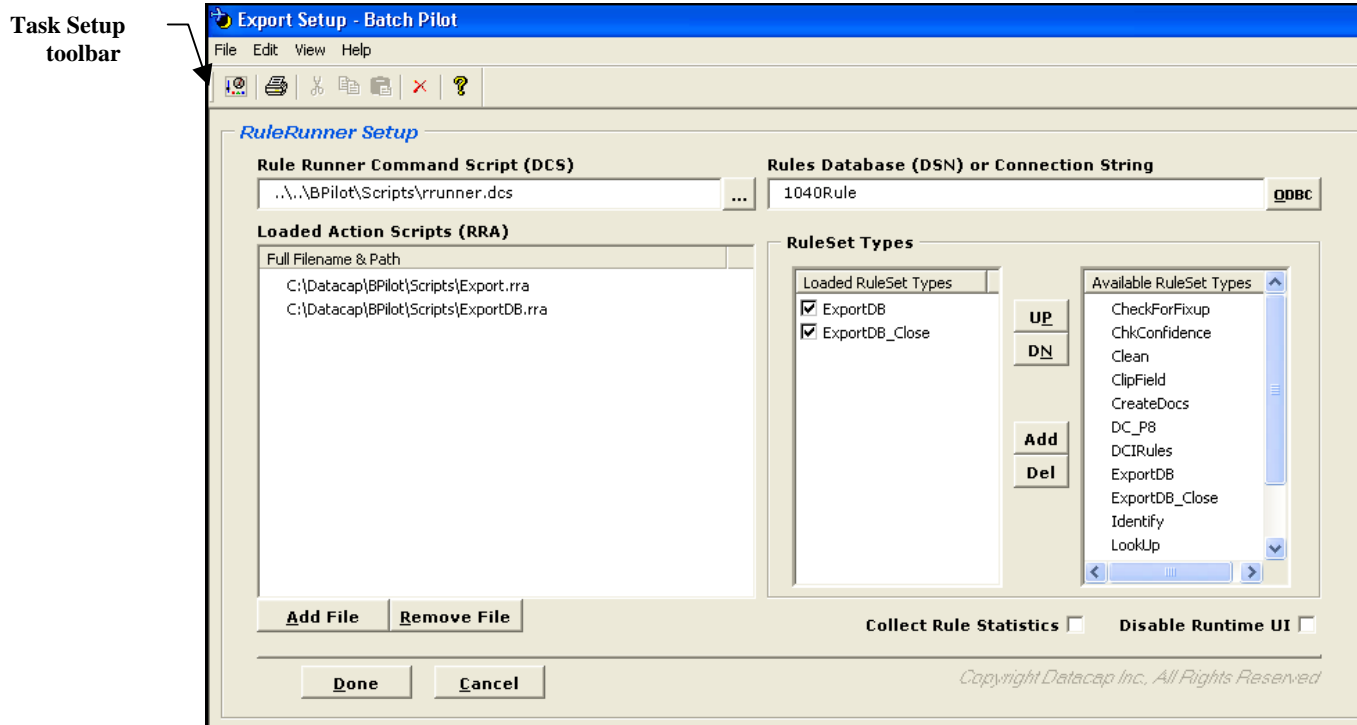 Task Setup
toolbar
Export Setup - Batch Pilot
File Edit View Help
RuleRunner Setup
Rule Runner Command Script (DCS)
..\..\BPilot\Scripts\rrunner.dcs
...
Rules Database (DSN) or Connection String
1040Rule
ODBC
Loaded Action Scripts (RRA)
Full Filename & Path
C:\Datacap\BPilot\Scripts\Export.rra
C:\Datacap\BPilot\Scripts\ExportDB.rra
RuleSet Types
Loaded RuleSet Types
ExportDB
ExportDB_Close
UP
DN
Add
Del
Available RuleSet Types
CheckForFixup
ChkConfidence
Clean
ClipField
CreateDocs
DC_P8
DCIRules
ExportDB
ExportDB_Close
Identify
LookUp
Add File
Remove File
Collect Rule Statistics
Disable Runtime UI
Done
Cancel
Copyright Datacap Inc, All Rights Reserved